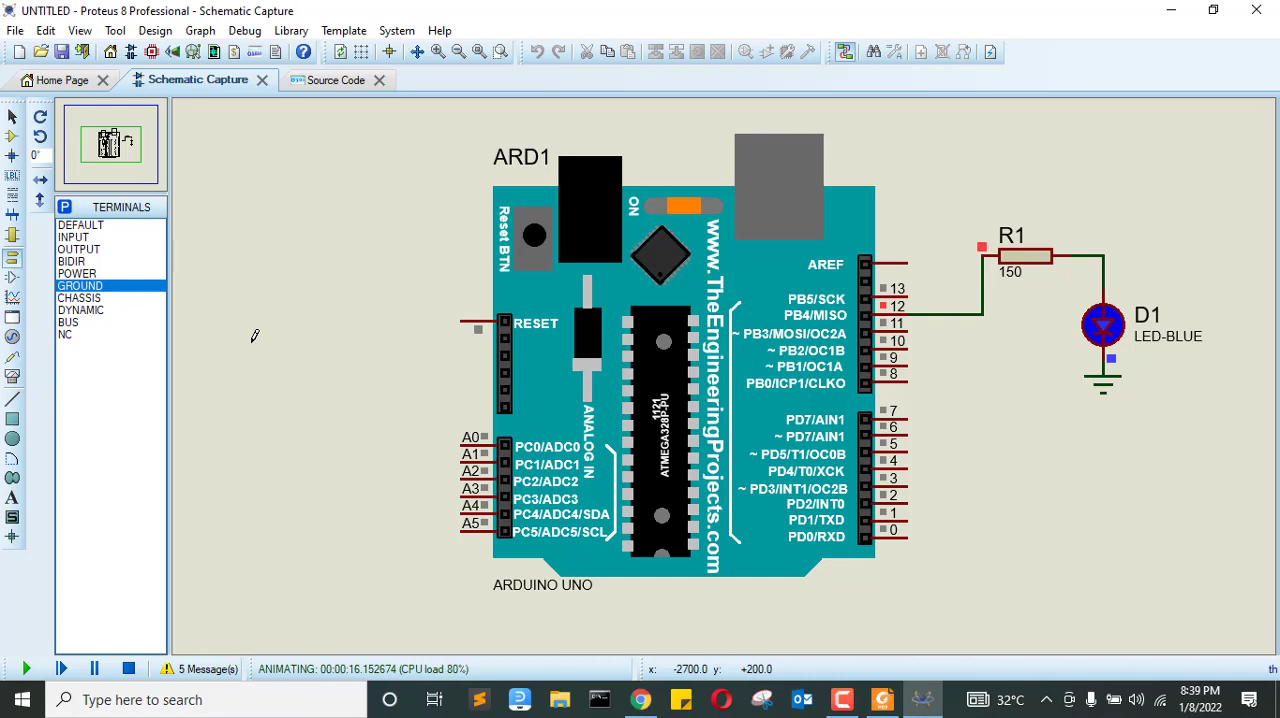 UNTITLED - Proteus 8 Professional - Schematic Capture
File Edit View Tool Design Graph Debug Library Template System Help
Home Page
Schematic Capture
Source Code
0°
LBL
P TERMINALS
DEFAULT
INPUT
OUTPUT
BIDIR
POWER
GROUND
CHASSIS
DYNAMIC
BUS
NC
A
S
ARD1
Reset BTN
ON
www.TheEngineeringProjects.com
RESET
ANALOG IN
1121
ATMEGA328P-PU
A0 PC0/ADC0
A1 PC1/ADC1
A2 PC2/ADC2
A3 PC3/ADC3
A4 PC4/ADC4/SDA
A5 PC5/ADC5/SCL
AREF
PB5/SCK 13
PB4/MISO 12
~ PB3/MOSI/OC2A 11
~ PB2/OC1B 10
~ PB1/OC1A 9
PB0/ICP1/CLKO 8
PD7/AIN1 7
~ PD7/AIN1 6
~ PD5/T1/OC0B 5
PD4/T0/XCK 4
~ PD3/INT1/OC2B 3
PD2/INT0 2
PD1/TXD 1
PD0/RXD 0
ARDUINO UNO
R1
150
D1
LED-BLUE
5 Message(s)
ANIMATING: 00:00:16.152674 (CPU load 80%)
x: -2700.0 y: +200.0
th
Type here to search
32°C
8:39 PM
1/8/2022